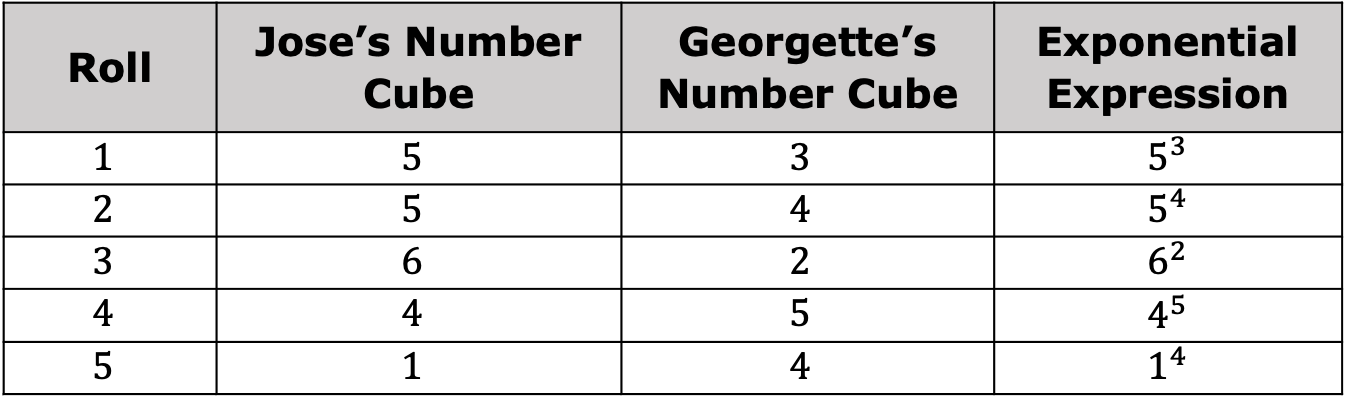 Roll Jose’s Number Cube Georgette’s Number Cube Exponential Expression
1 5 3 5³
2 5 4 5⁴
3 6 2 6²
4 4 5 4⁵
5 1 4 1⁴